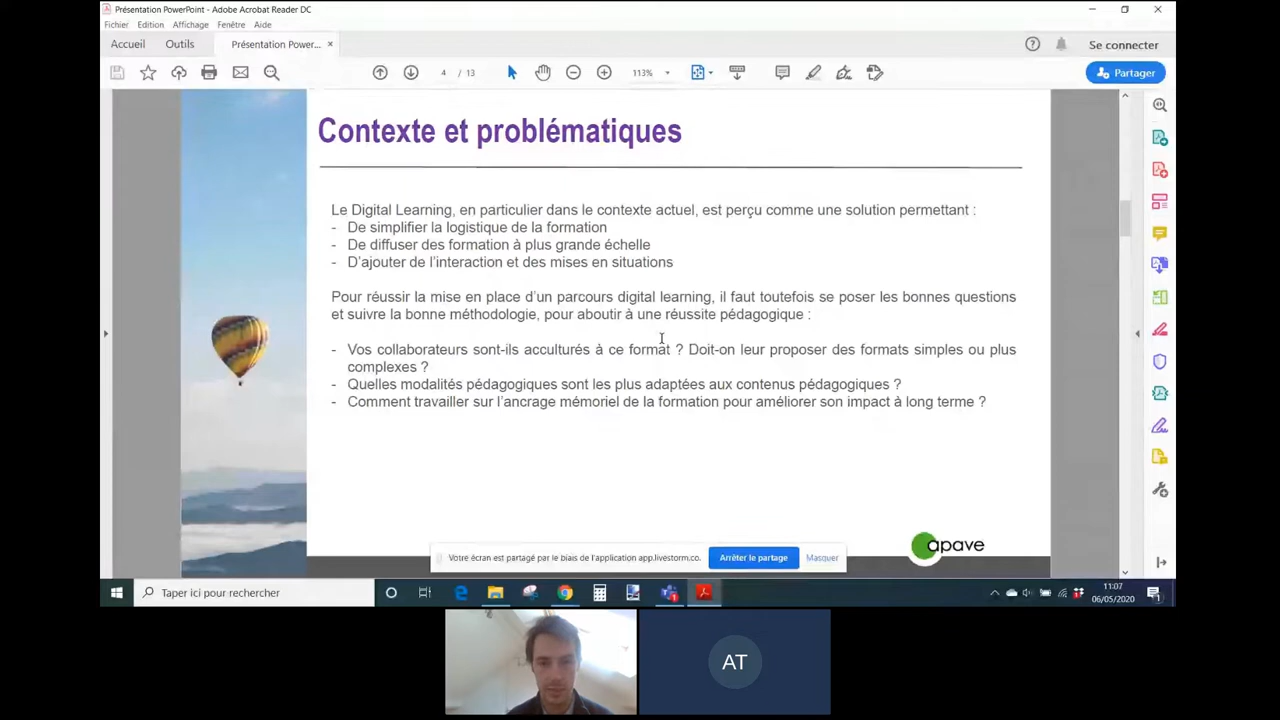 Présentation PowerPoint - Adobe Acrobat Reader DC
Fichier Edition Affichage Fenêtre Aide
Accueil Outils Présentation Power... × Se connecter
4 / 13 113% Partager
Contexte et problématiques
Le Digital Learning, en particulier dans le contexte actuel, est perçu comme une solution permettant :
- De simplifier la logistique de la formation
- De diffuser des formation à plus grande échelle
- D’ajouter de l’interaction et des mises en situations
Pour réussir la mise en place d’un parcours digital learning, il faut toutefois se poser les bonnes questions
et suivre la bonne méthodologie, pour aboutir à une réussite pédagogique :
- Vos collaborateurs sont-ils acculturés à ce format ? Doit-on leur proposer des formats simples ou plus
complexes ?
- Quelles modalités pédagogiques sont les plus adaptées aux contenus pédagogiques ?
- Comment travailler sur l’ancrage mémoriel de la formation pour améliorer son impact à long terme ?
apave
Votre écran est partagé par le biais de l'application app.livestorm.co. Arrêter le partage Masquer
Taper ici pour rechercher
11:07
06/05/2020
AT